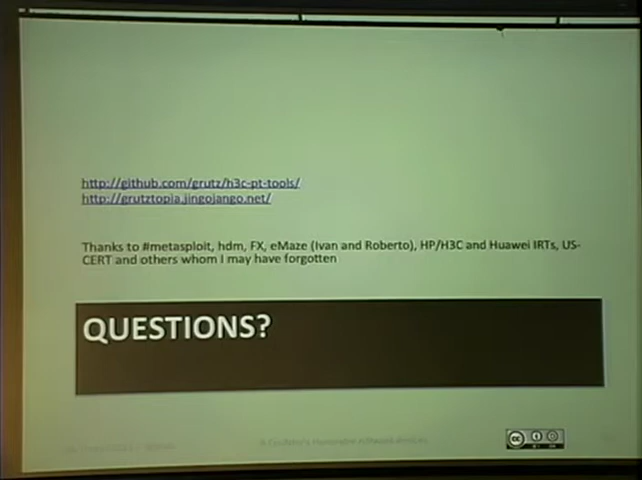 http://github.com/grutz/h3c-pt-tools/
http://grutztopia.jingojango.net/
Thanks to #metasploit, hdm, FX, eMaze (Ivan and Roberto), HP/H3C and Huawei IRTs, US-
CERT and others whom I may have forgotten
QUESTIONS?
cc